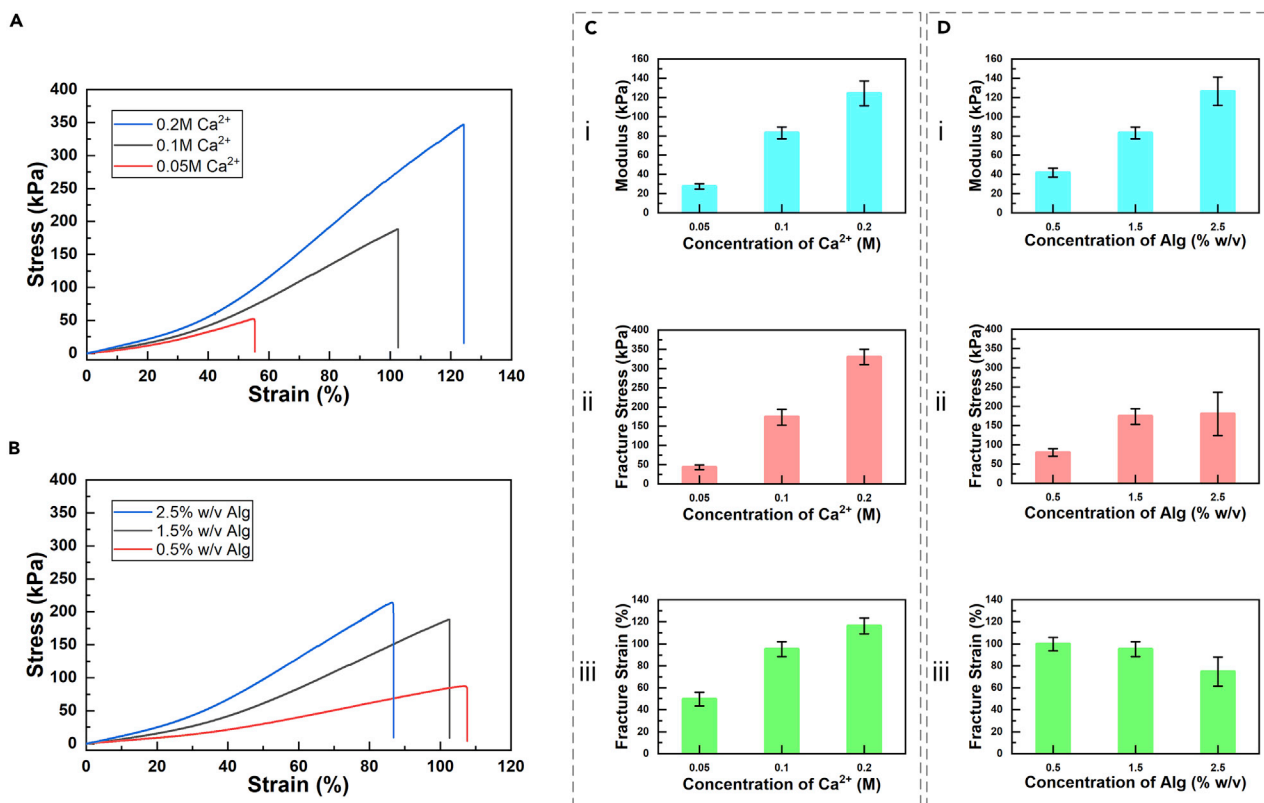 A
400
350
300
250
200
150
100
50
0
Stress (kPa)
0.2M Ca²⁺
0.1M Ca²⁺
0.05M Ca²⁺
0 20 40 60 80 100 120 140
Strain (%)
B
400
350
300
250
200
150
100
50
0
Stress (kPa)
2.5% w/v Alg
1.5% w/v Alg
0.5% w/v Alg
0 20 40 60 80 100 120
Strain (%)
C
i
160
140
120
100
80
60
40
20
0
Modulus (kPa)
0.05 0.1 0.2
Concentration of Ca²⁺ (M)
ii
400
350
300
250
200
150
100
50
0
Fracture Stress (kPa)
0.05 0.1 0.2
Concentration of Ca²⁺ (M)
iii
140
120
100
80
60
40
20
0
Fracture Strain (%)
0.05 0.1 0.2
Concentration of Ca²⁺ (M)
D
i
160
140
120
100
80
60
40
20
0
Modulus (kPa)
0.5 1.5 2.5
Concentration of Alg (% w/v)
ii
400
350
300
250
200
150
100
50
0
Fracture Stress (kPa)
0.5 1.5 2.5
Concentration of Alg (% w/v)
iii
140
120
100
80
60
40
20
0
Fracture Strain (%)
0.5 1.5 2.5
Concentration of Alg (% w/v)